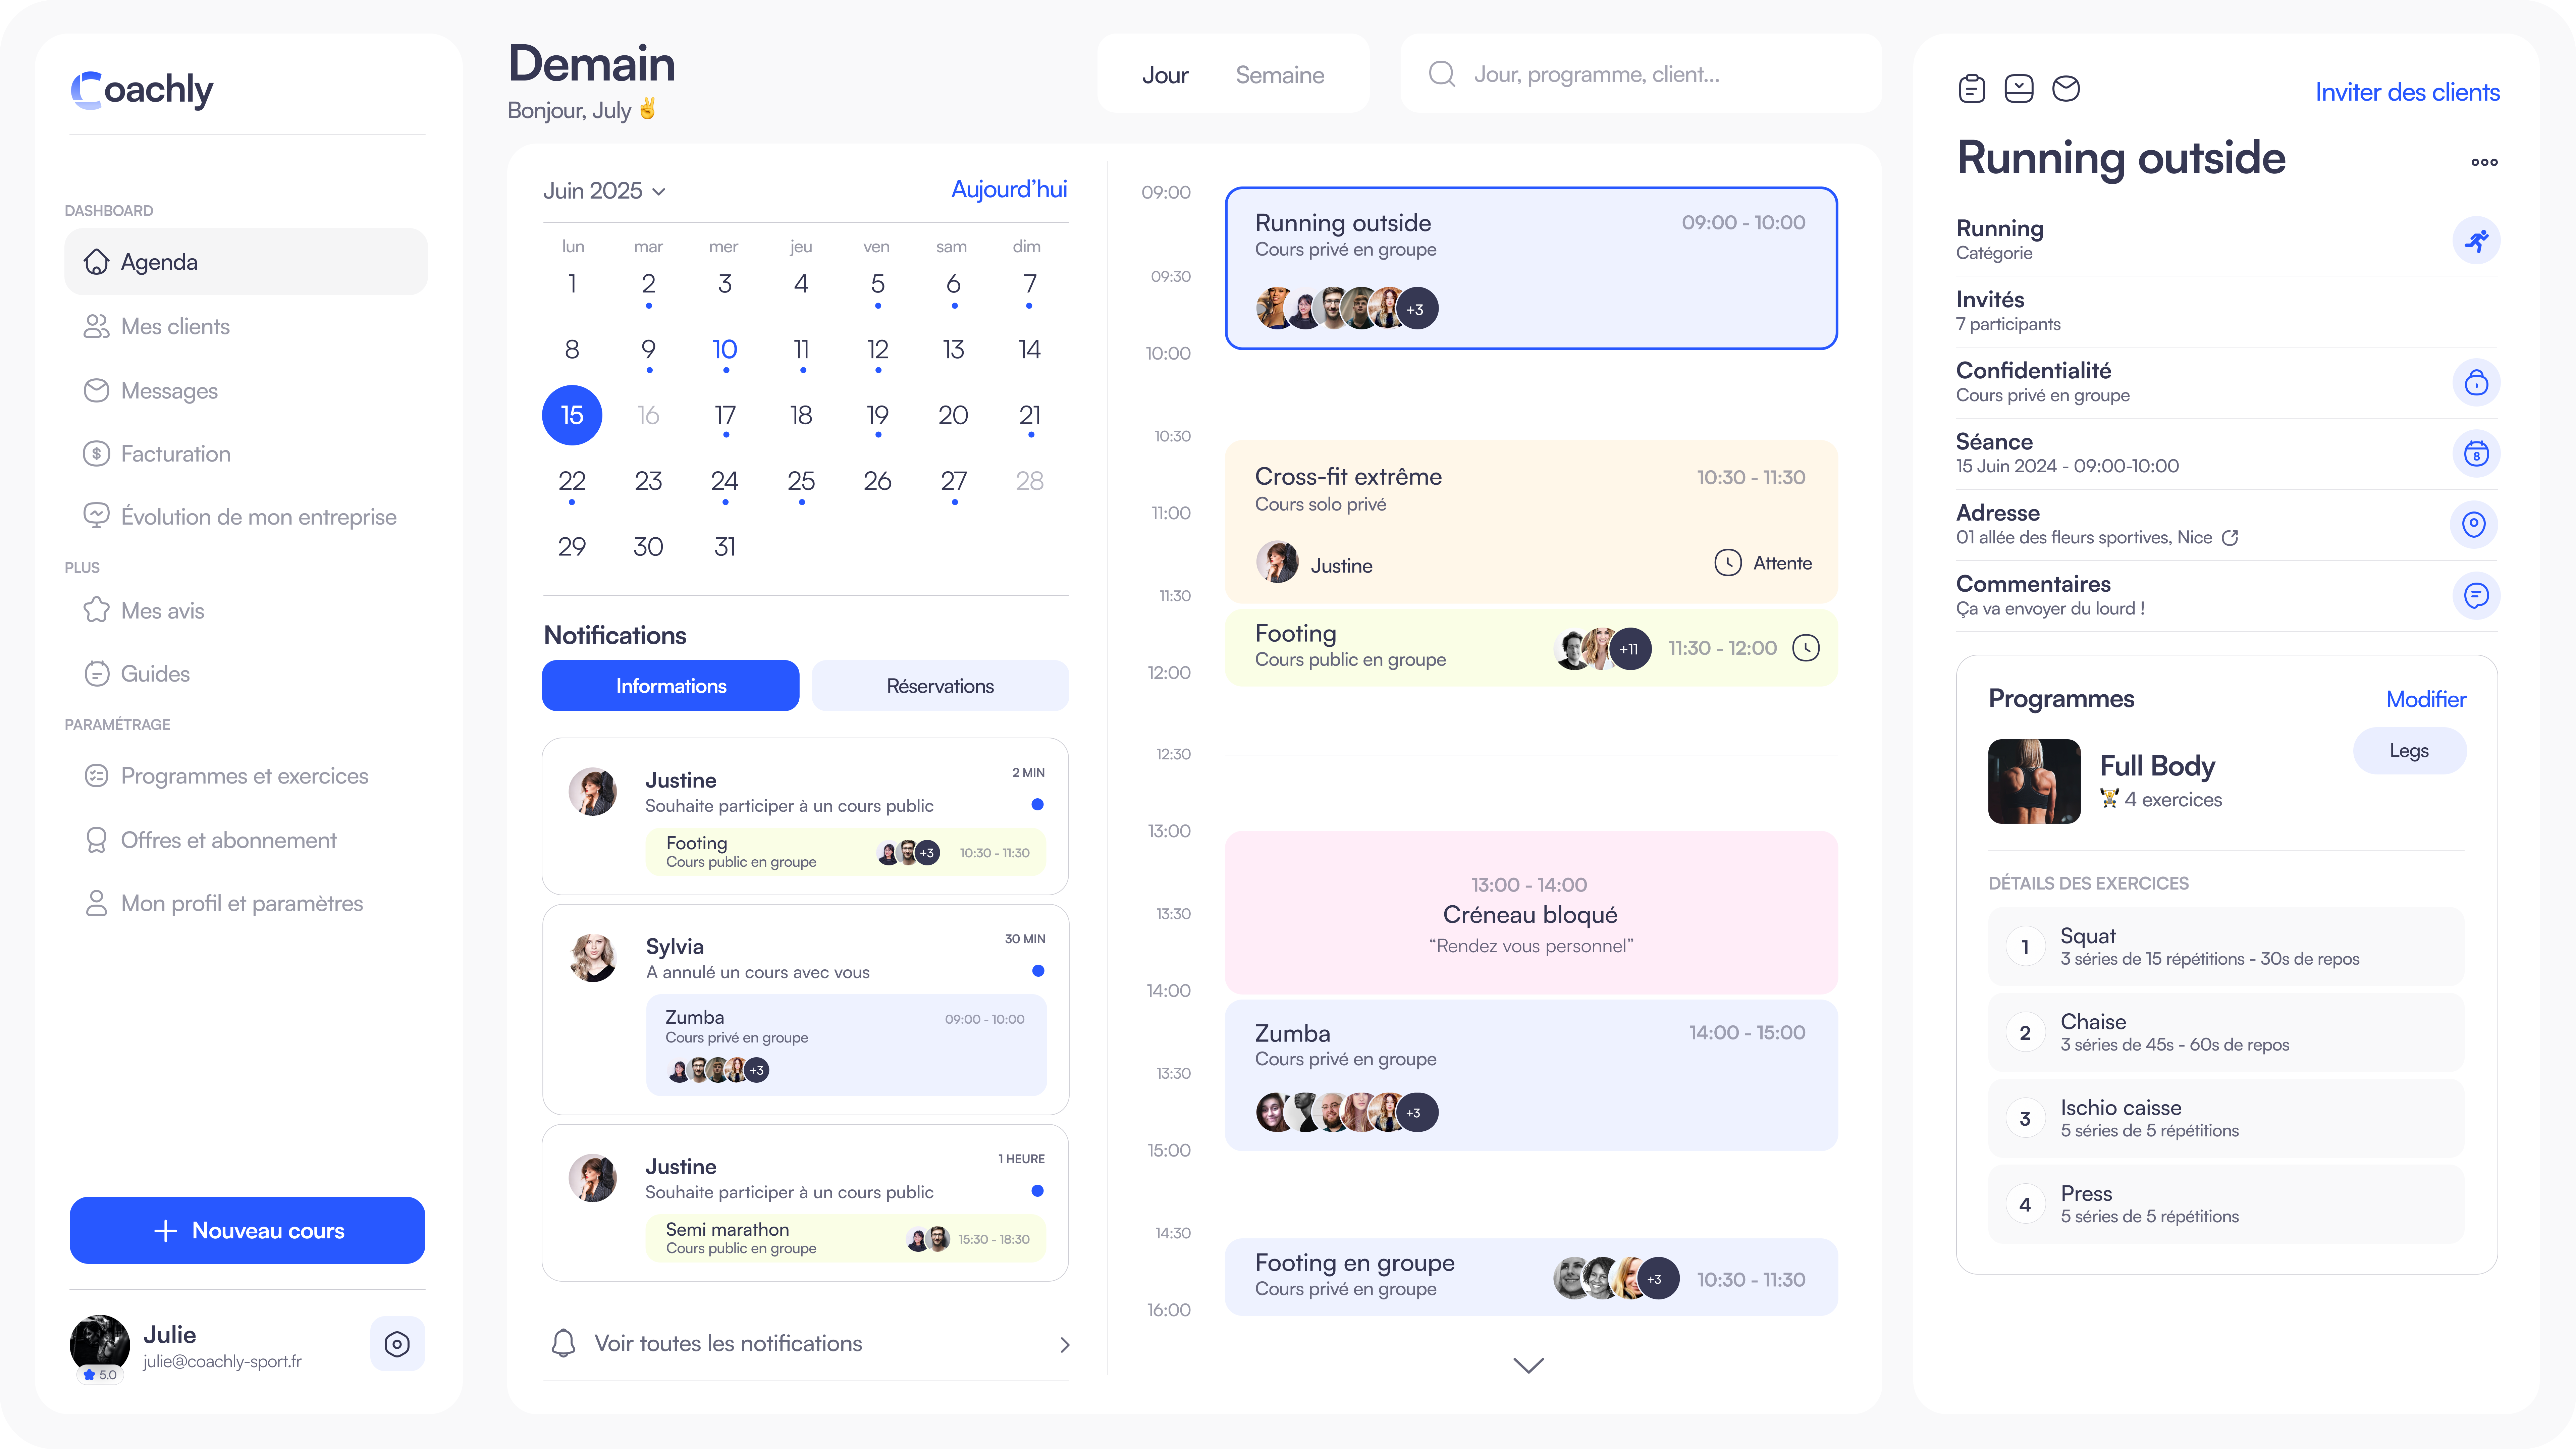 Coachly
DASHBOARD
Agenda
Mes clients
Messages
$ Facturation
Évolution de mon entreprise
PLUS
Mes avis
Guides
PARAMÉTRAGE
Programmes et exercices
Offres et abonnement
Mon profil et paramètres
+ Nouveau cours
Julie
julie@coachly-sport.fr
5.0
Demain
Bonjour, July ✌️
Jour Semaine
Jour, programme, client...
Juin 2025 Aujourd’hui
lun mar mer jeu ven sam dim
1 2 3 4 5 6 7
8 9 10 11 12 13 14
15 16 17 18 19 20 21
22 23 24 25 26 27 28
29 30 31
Notifications
Informations Réservations
Justine 2 MIN
Souhaite participer à un cours public
Footing
Cours public en groupe
+3 10:30 - 11:30
Sylvia 30 MIN
A annulé un cours avec vous
Zumba 09:00 - 10:00
Cours privé en groupe
+3
Justine 1 HEURE
Souhaite participer à un cours public
Semi marathon
Cours public en groupe
15:30 - 18:30
Voir toutes les notifications
09:00
09:30
10:00
10:30
11:00
11:30
12:00
12:30
13:00
13:30
14:00
13:30
15:00
14:30
16:00
Running outside 09:00 - 10:00
Cours privé en groupe
+3
Cross-fit extrême 10:30 - 11:30
Cours solo privé
Justine Attente
Footing
Cours public en groupe
+11 11:30 - 12:00
13:00 - 14:00
Créneau bloqué
“Rendez vous personnel”
Zumba 14:00 - 15:00
Cours privé en groupe
+3
Footing en groupe
Cours privé en groupe
+3 10:30 - 11:30
Inviter des clients
Running outside
Running
Catégorie
Invités
7 participants
Confidentialité
Cours privé en groupe
Séance
15 Juin 2024 - 09:00-10:00
8
Adresse
01 allée des fleurs sportives, Nice
Commentaires
Ça va envoyer du lourd !
Programmes Modifier
Legs
Full Body
4 exercices
DÉTAILS DES EXERCICES
1 Squat
3 séries de 15 répétitions - 30s de repos
2 Chaise
3 séries de 45s - 60s de repos
3 Ischio caisse
5 séries de 5 répétitions
4 Press
5 séries de 5 répétitions